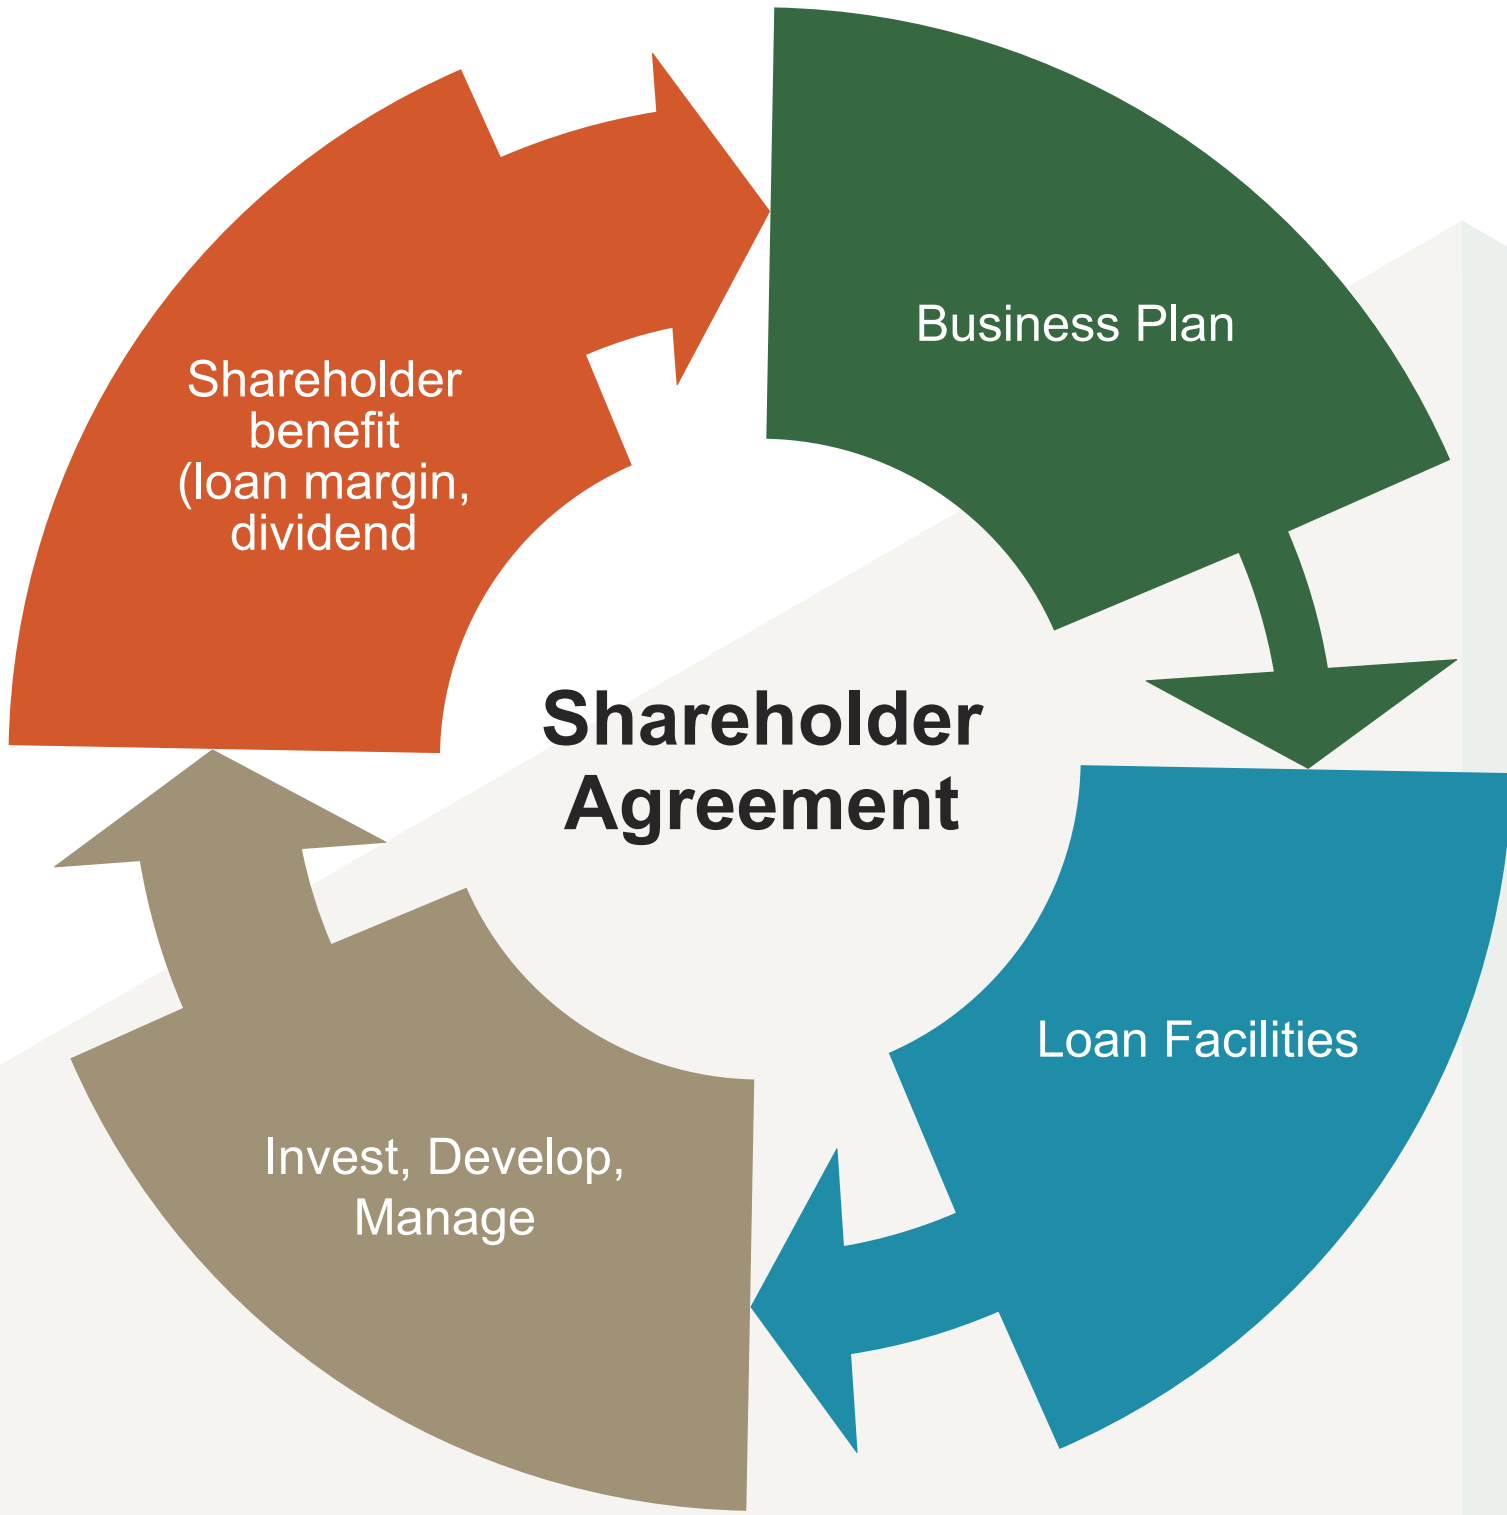 Business Plan
Shareholder
benefit
(loan margin,
dividend
Shareholder
Agreement
Loan Facilities
Invest, Develop,
Manage